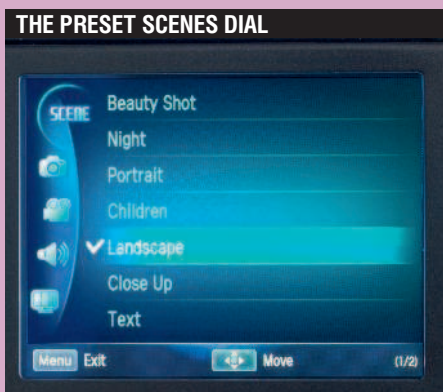 THE PRESET SCENES DIAL
SCENE
Beauty Shot
Night
Portrait
Children
Landscape
Close Up
Text
Menu Exit Move (1/2)